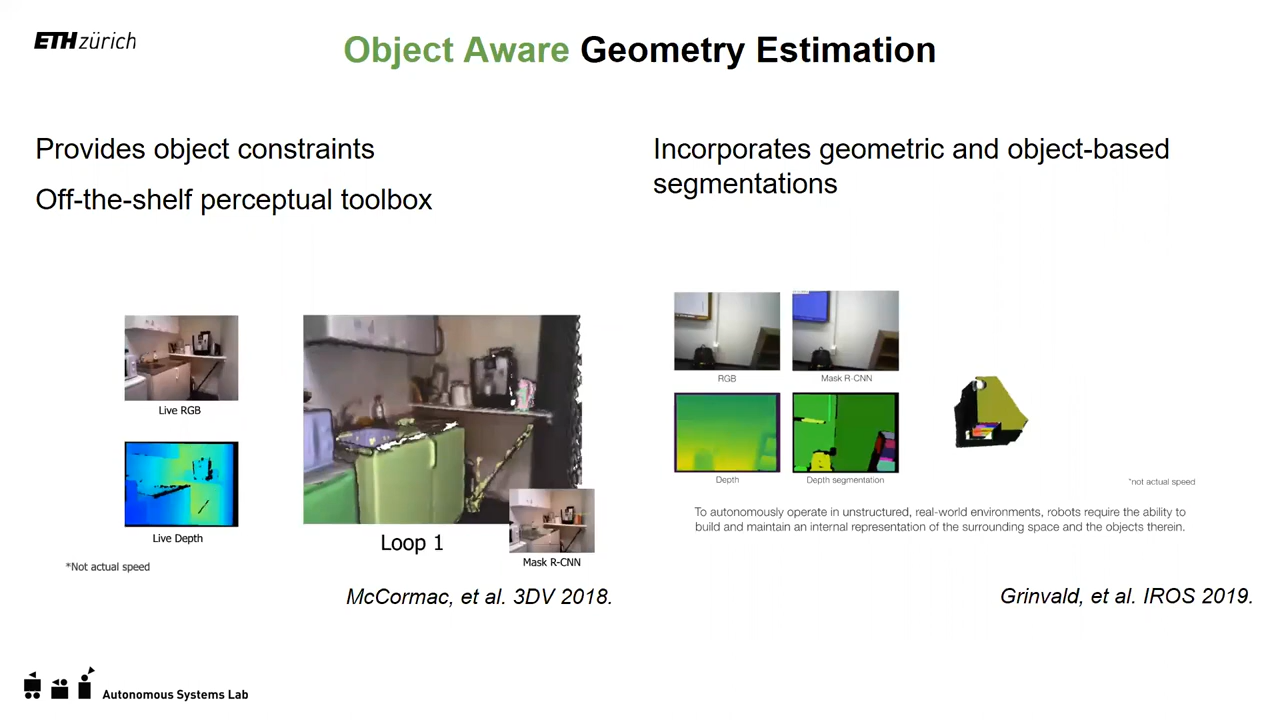 ETH zürich
Object Aware Geometry Estimation
Provides object constraints
Off-the-shelf perceptual toolbox
Live RGB
Live Depth
*Not actual speed
Loop 1
Mask R-CNN
McCormac, et al. 3DV 2018.
Incorporates geometric and object-based
segmentations
RGB
Mask R-CNN
Depth
Depth segmentation
*not actual speed
To autonomously operate in unstructured, real-world environments, robots require the ability to
build and maintain an internal representation of the surrounding space and the objects therein.
Grinvald, et al. IROS 2019.
Autonomous Systems Lab